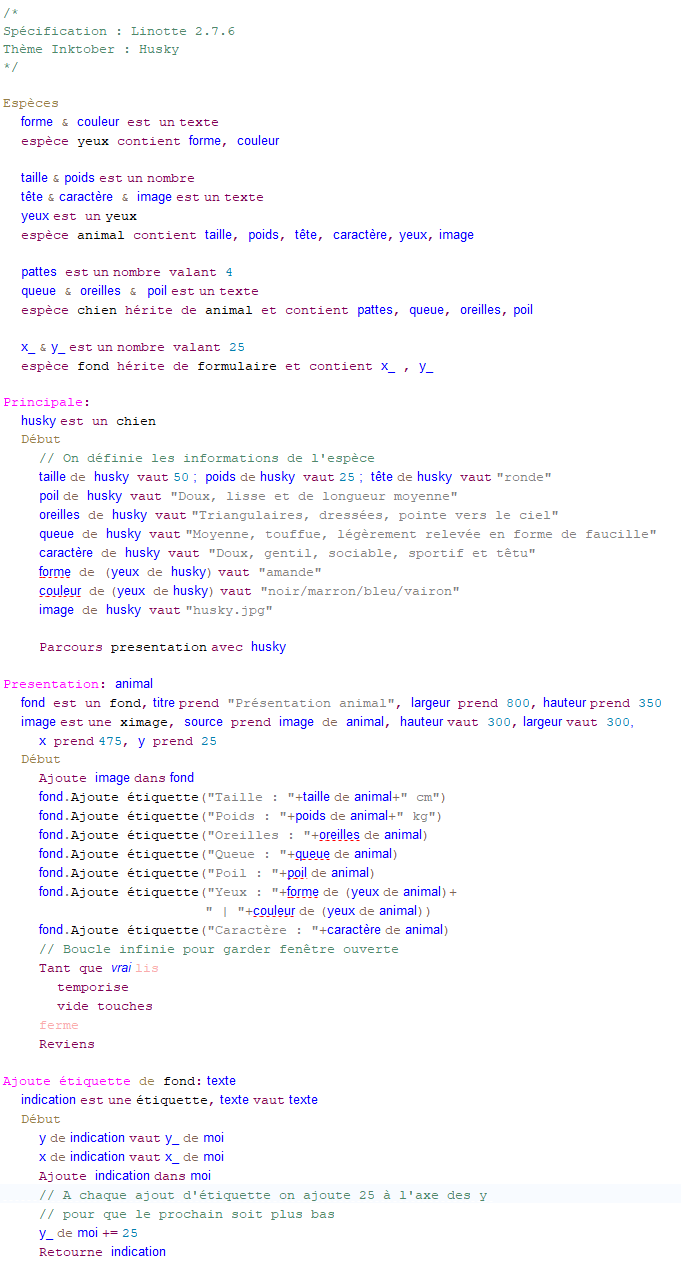 /*
Spécification : Linotte 2.7.6
Thème Inktober : Husky
*/
Espèces
forme & couleur est un texte
espèce yeux contient forme, couleur
taille & poids est un nombre
tête & caractère & image est un texte
yeux est un yeux
espèce animal contient taille, poids, tête, caractère, yeux, image
pattes est un nombre valant 4
queue & oreilles & poil est un texte
espèce chien hérite de animal et contient pattes, queue, oreilles, poil
x_ & y_ est un nombre valant 25
espèce fond hérite de formulaire et contient x_ , y_
Principale:
husky est un chien
Début
// On définie les informations de l'espèce
taille de husky vaut 50 ; poids de husky vaut 25 ; tête de husky vaut "ronde"
poil de husky vaut "Doux, lisse et de longueur moyenne"
oreilles de husky vaut "Triangulaires, dressées, pointe vers le ciel"
queue de husky vaut "Moyenne, touffue, légèrement relevée en forme de faucille"
caractère de husky vaut "Doux, gentil, sociable, sportif et têtu"
forme de (yeux de husky) vaut "amande"
couleur de (yeux de husky) vaut "noir/marron/bleu/vairon"
image de husky vaut "husky.jpg"
Parcours presentation avec husky
Presentation: animal
fond est un fond, titre prend "Présentation animal", largeur prend 800, hauteur prend 350
image est une ximage, source prend image de animal, hauteur vaut 300, largeur vaut 300,
x prend 475, y prend 25
Début
Ajoute image dans fond
fond.Ajoute étiquette("Taille : "+taille de animal+" cm")
fond.Ajoute étiquette("Poids : "+poids de animal+" kg")
fond.Ajoute étiquette("Oreilles : "+oreilles de animal)
fond.Ajoute étiquette("Queue : "+queue de animal)
fond.Ajoute étiquette("Poil : "+poil de animal)
fond.Ajoute étiquette("Yeux : "+forme de (yeux de animal)+
" | "+couleur de (yeux de animal))
fond.Ajoute étiquette("Caractère : "+caractère de animal)
// Boucle infinie pour garder fenêtre ouverte
Tant que vrai lis
temporise
vide touches
ferme
Reviens
Ajoute étiquette de fond: texte
indication est une étiquette, texte vaut texte
Début
y de indication vaut y_ de moi
x de indication vaut x_ de moi
Ajoute indication dans moi
// A chaque ajout d'étiquette on ajoute 25 à l'axe des y
// pour que le prochain soit plus bas
y_ de moi += 25
Retourne indication